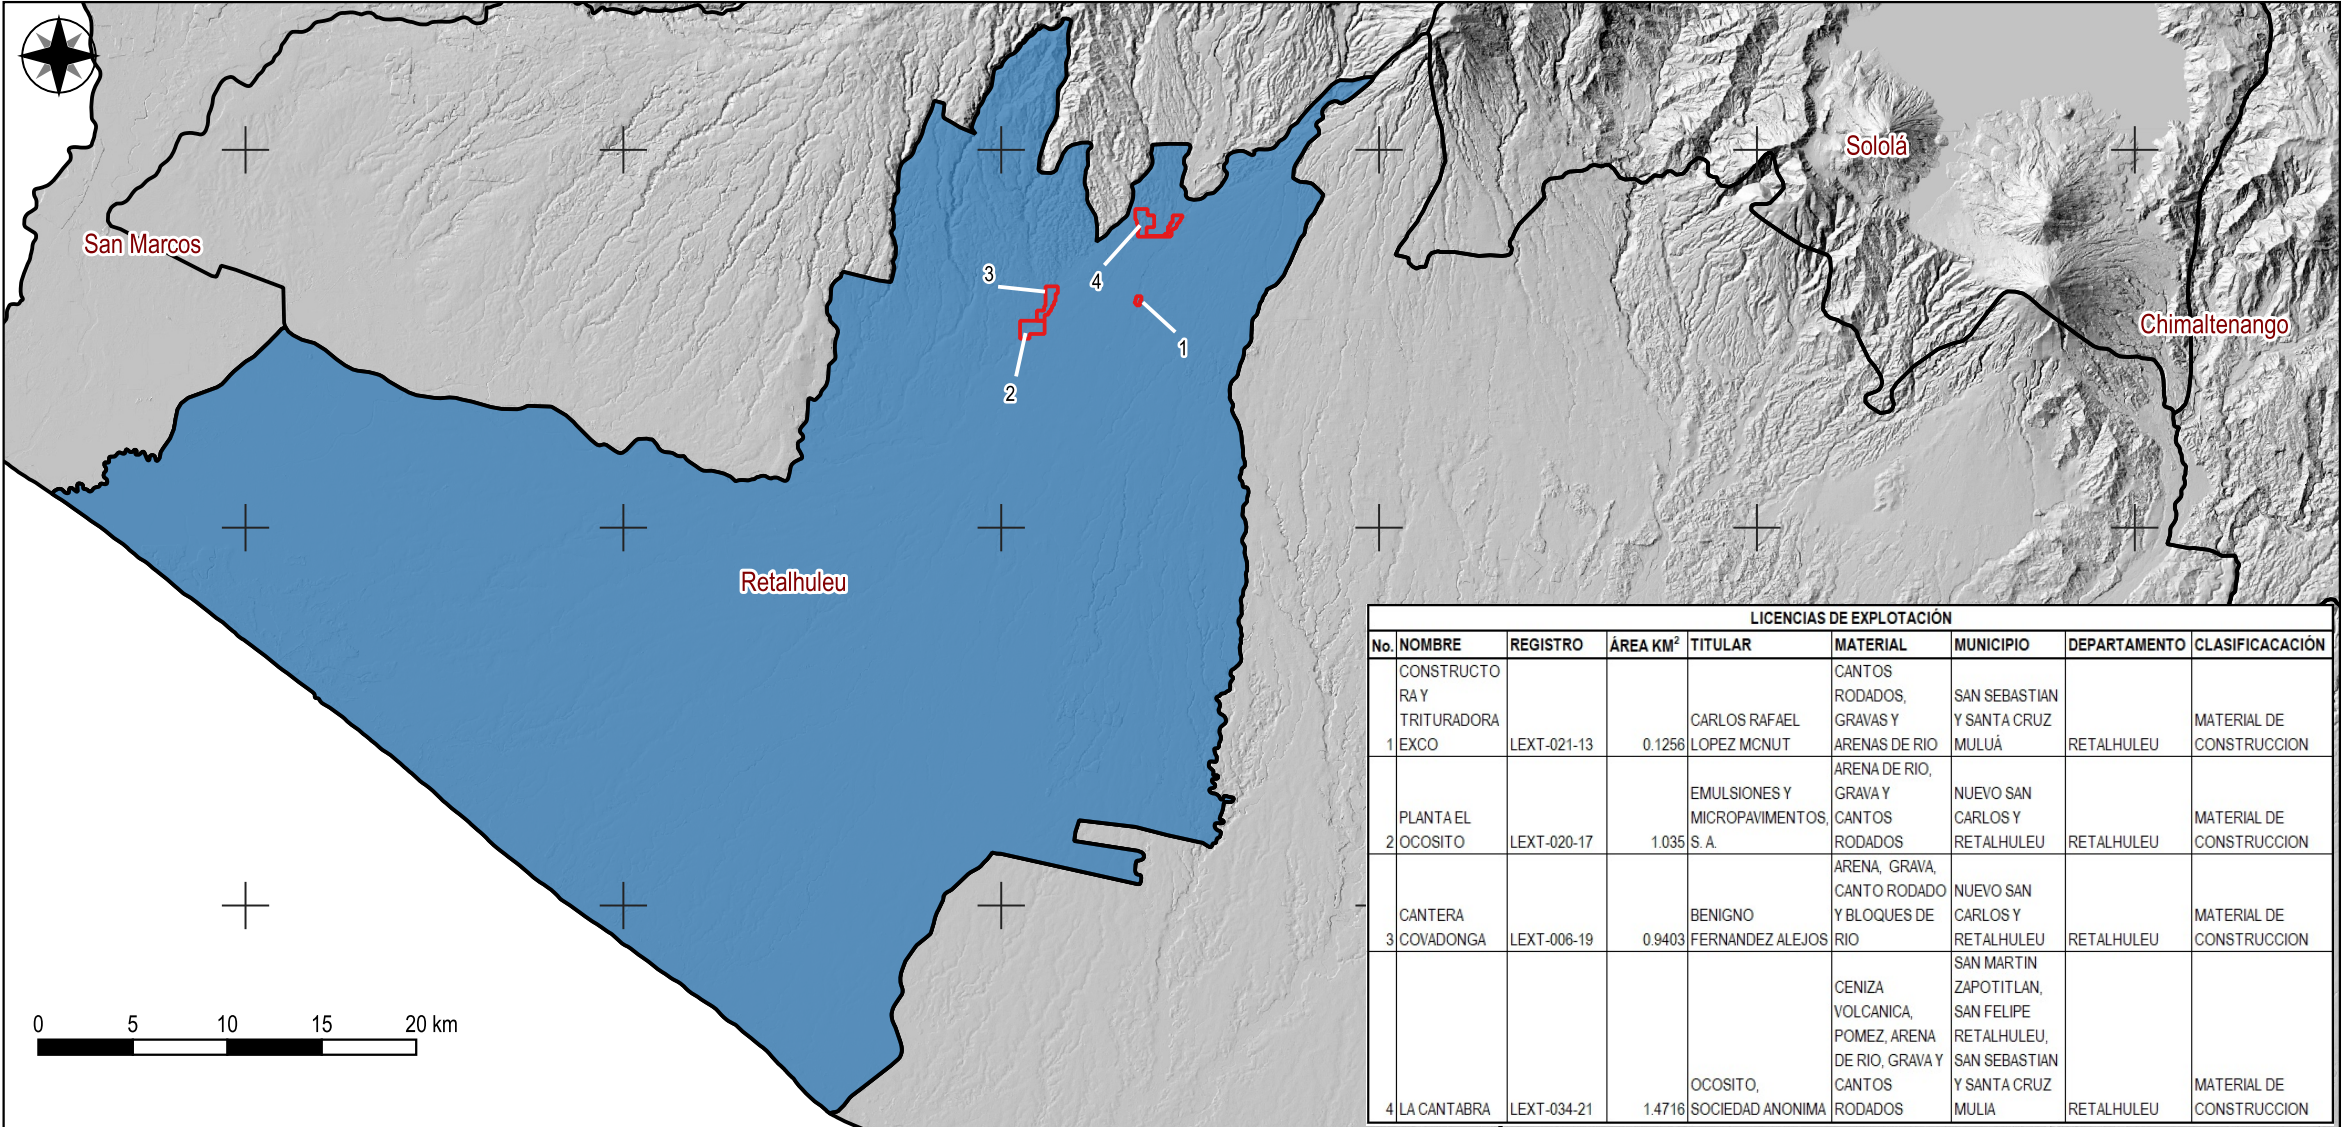 Sololá
San Marcos
3
4
Chimaltenango
1
2
Retalhuleu
0 5 10 15 20 km
LICENCIAS DE EXPLOTACIÓN
No. NOMBRE REGISTRO ÁREA KM² TITULAR MATERIAL MUNICIPIO DEPARTAMENTO CLASIFICACACIÓN
CONSTRUCTO CANTOS
RA Y RODADOS, SAN SEBASTIAN
TRITURADORA CARLOS RAFAEL GRAVAS Y Y SANTA CRUZ MATERIAL DE
1 EXCO LEXT-021-13 0.1256 LOPEZ MCNUT ARENAS DE RIO MULUÁ RETALHULEU CONSTRUCCION
ARENA DE RIO,
EMULSIONES Y GRAVA Y NUEVO SAN
PLANTA EL MICROPAVIMENTOS, CANTOS CARLOS Y MATERIAL DE
2 OCOSITO LEXT-020-17 1.035 S. A. RODADOS RETALHULEU RETALHULEU CONSTRUCCION
ARENA, GRAVA,
CANTO RODADO NUEVO SAN
CANTERA BENIGNO Y BLOQUES DE CARLOS Y MATERIAL DE
3 COVADONGA LEXT-006-19 0.9403 FERNANDEZ ALEJOS RIO RETALHULEU RETALHULEU CONSTRUCCION
SAN MARTIN
CENIZA ZAPOTITLAN,
VOLCANICA, SAN FELIPE
POMEZ, ARENA RETALHULEU,
DE RIO, GRAVA Y SAN SEBASTIAN
OCOSITO, CANTOS Y SANTA CRUZ MATERIAL DE
4 LA CANTABRA LEXT-034-21 1.4716 SOCIEDAD ANONIMA RODADOS MULIA RETALHULEU CONSTRUCCION